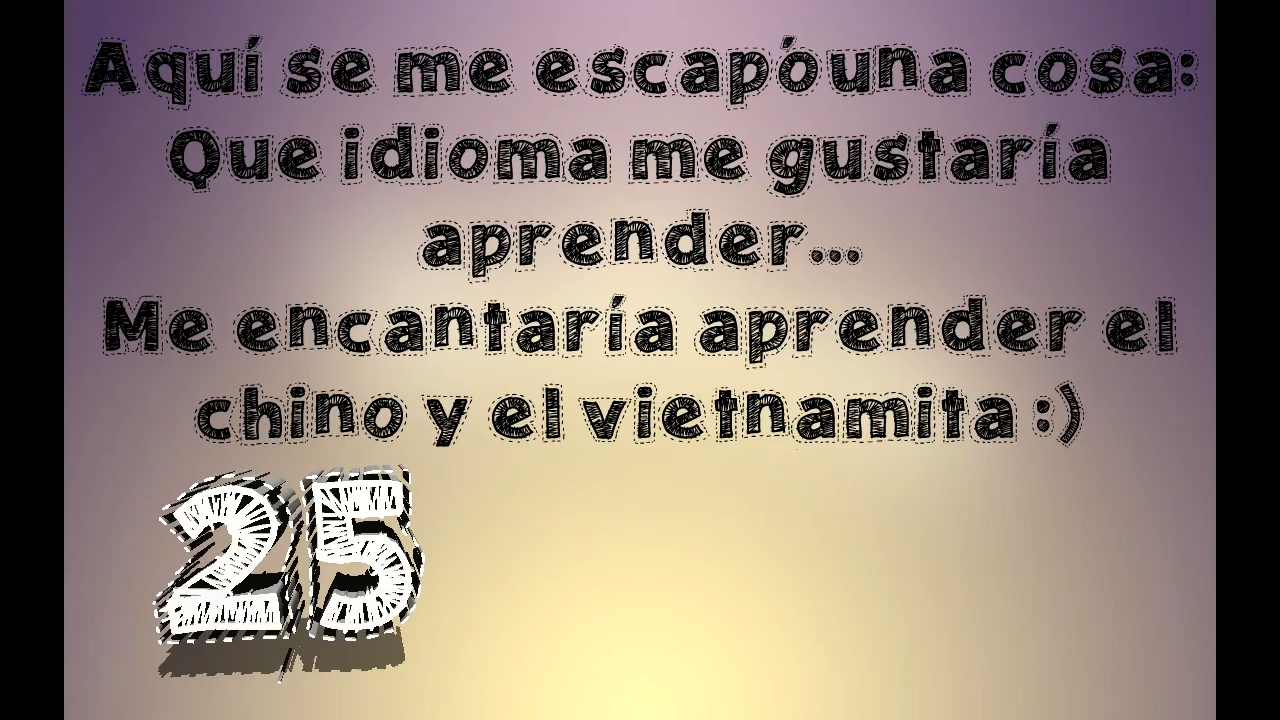 Aquí se me escapóuna cosa:
Que idioma me gustaría
aprender...
Me encantaría aprender el
chino y el vietnamita :)
25